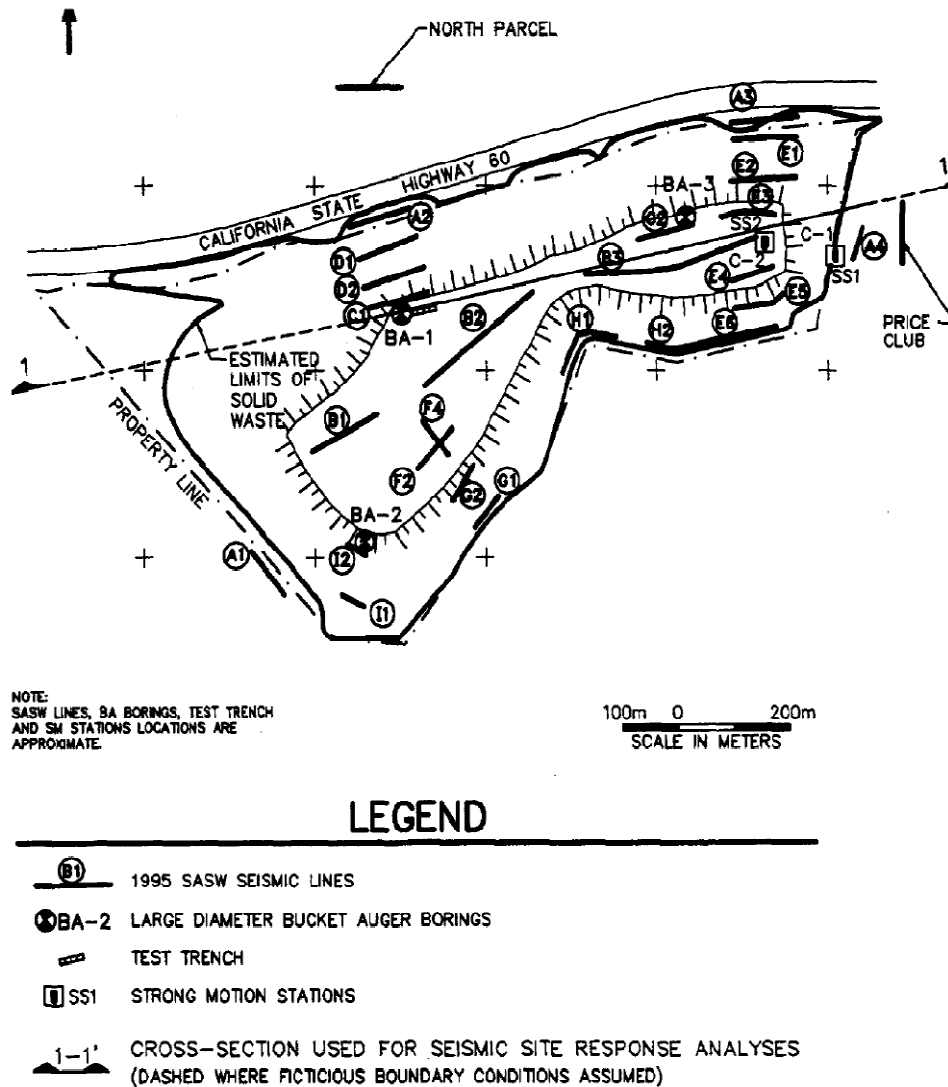 NORTH PARCEL
A3
CALIFORNIA STATE HIGHWAY 60
E1
E2
BA-3
E3
1
A2
G2
SS2
C-1
D1
B3
C-2
A4
SS1
D2
E4
C1
B2
E5
BA-1
H1
H2
E6
PRICE
CLUB
1
ESTIMATED
LIMITS OF
SOLID
WASTE
PROPERTY LINE
B1
F4
F2
G2
G1
BA-2
A1
I2
I1
NOTE:
SASW LINES, BA BORINGS, TEST TRENCH
AND SM STATIONS LOCATIONS ARE
APPROXIMATE.
100m 0 200m
SCALE IN METERS
LEGEND
B1 1995 SASW SEISMIC LINES
BA-2 LARGE DIAMETER BUCKET AUGER BORINGS
TEST TRENCH
SS1 STRONG MOTION STATIONS
1-1' CROSS-SECTION USED FOR SEISMIC SITE RESPONSE ANALYSES
(DASHED WHERE FICTICIOUS BOUNDARY CONDITIONS ASSUMED)